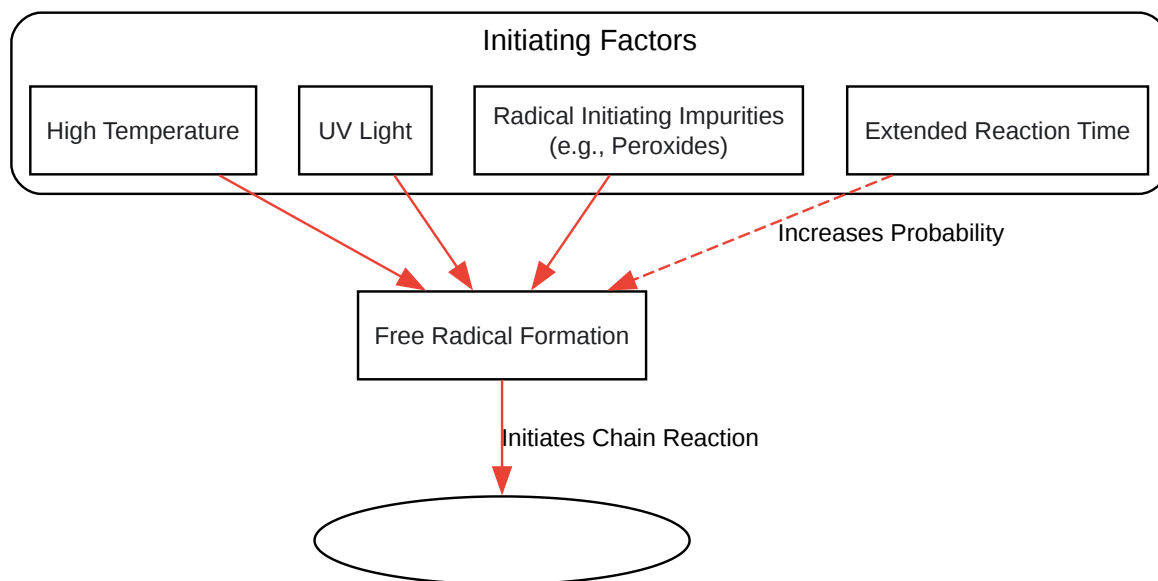 Initiating Factors
High Temperature
UV Light
Radical Initiating Impurities
(e.g., Peroxides)
Extended Reaction Time
Increases Probability
Free Radical Formation
Initiates Chain Reaction